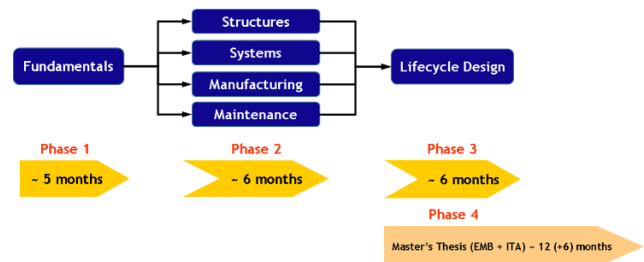 Structures
Systems
Fundamentals
Lifecycle Design
Manufacturing
Maintenance
Phase 1
Phase 2
Phase 3
~ 5 months
~ 6 months
~ 6 months
Phase 4
Master's Thesis (EMB + ITA) ~ 12 (+6) months